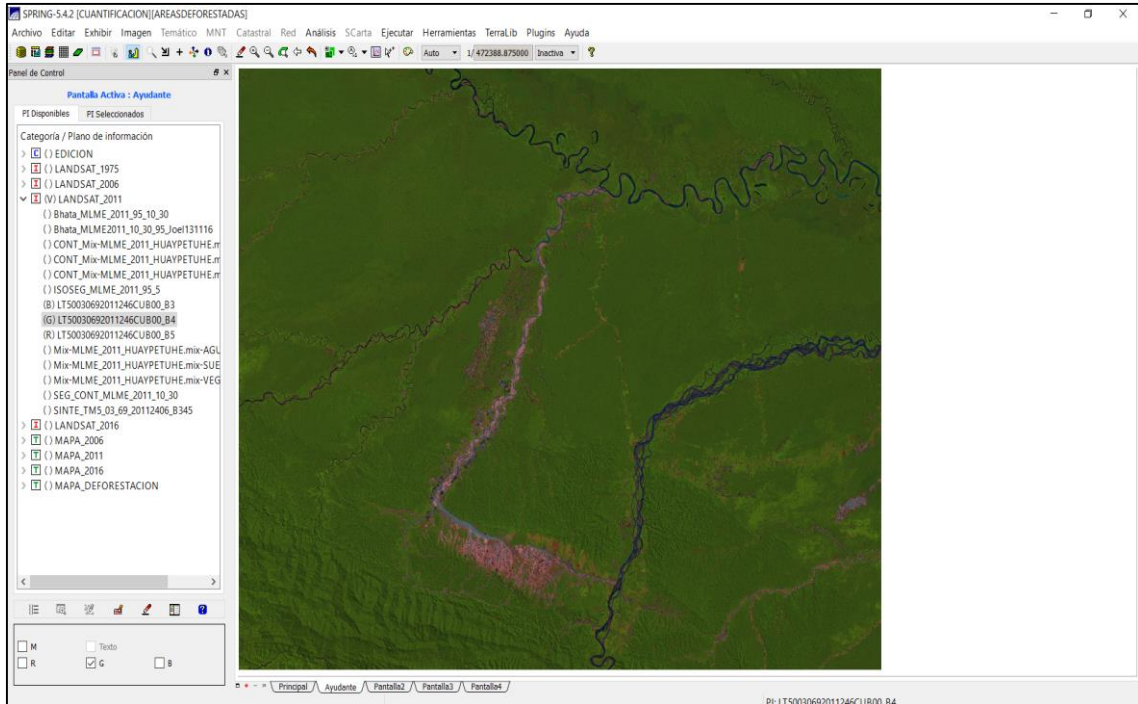 SPRING-5.4.2 [CUANTIFICACION][AREASDEFORESTADAS]
Archivo Editar Exhibir Imagen Temático MNT Catastral Red Análisis SCarta Ejecutar Herramientas TerraLib Plugins Ayuda
Auto 1/ 472388.875000 Inactiva
Panel de Control
Pantalla Activa : Ayudante
PI Disponibles PI Seleccionados
Categoría / Plano de información
C () EDICION
I () LANDSAT_1975
I () LANDSAT_2006
I (V) LANDSAT_2011
() Bhata_MLME_2011_95_10_30
() Bhata_MLME2011_10_30_95_Joel131116
() CONT_Mix-MLME_2011_HUAYPETUHE.m
() CONT_Mix-MLME_2011_HUAYPETUHE.m
() CONT_Mix-MLME_2011_HUAYPETUHE.m
() ISOSEG_MLME_2011_95_5
(B) LT50030692011246CUB00_B3
(G) LT50030692011246CUB00_B4
(R) LT50030692011246CUB00_B5
() Mix-MLME_2011_HUAYPETUHE.mix-AGU
() Mix-MLME_2011_HUAYPETUHE.mix-SUE
() Mix-MLME_2011_HUAYPETUHE.mix-VEG
() SEG_CONT_MLME_2011_10_30
() SINTE_TM5_03_69_20112406_B345
I () LANDSAT_2016
T () MAPA_2006
T () MAPA_2011
T () MAPA_2016
T () MAPA_DEFORESTACION
M Texto
R G B
Principal Ayudante Pantalla2 Pantalla3 Pantalla4
PI: LT50030692011246CUB00_B4